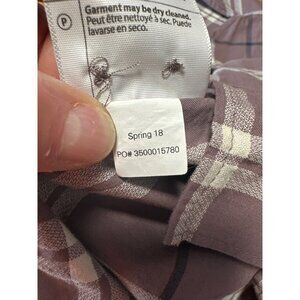 P
Garment may be dry cleaned.
Peut être nettoyé à sec. Puede
lavarse en seco.
Spring 18
PO# 3500015780